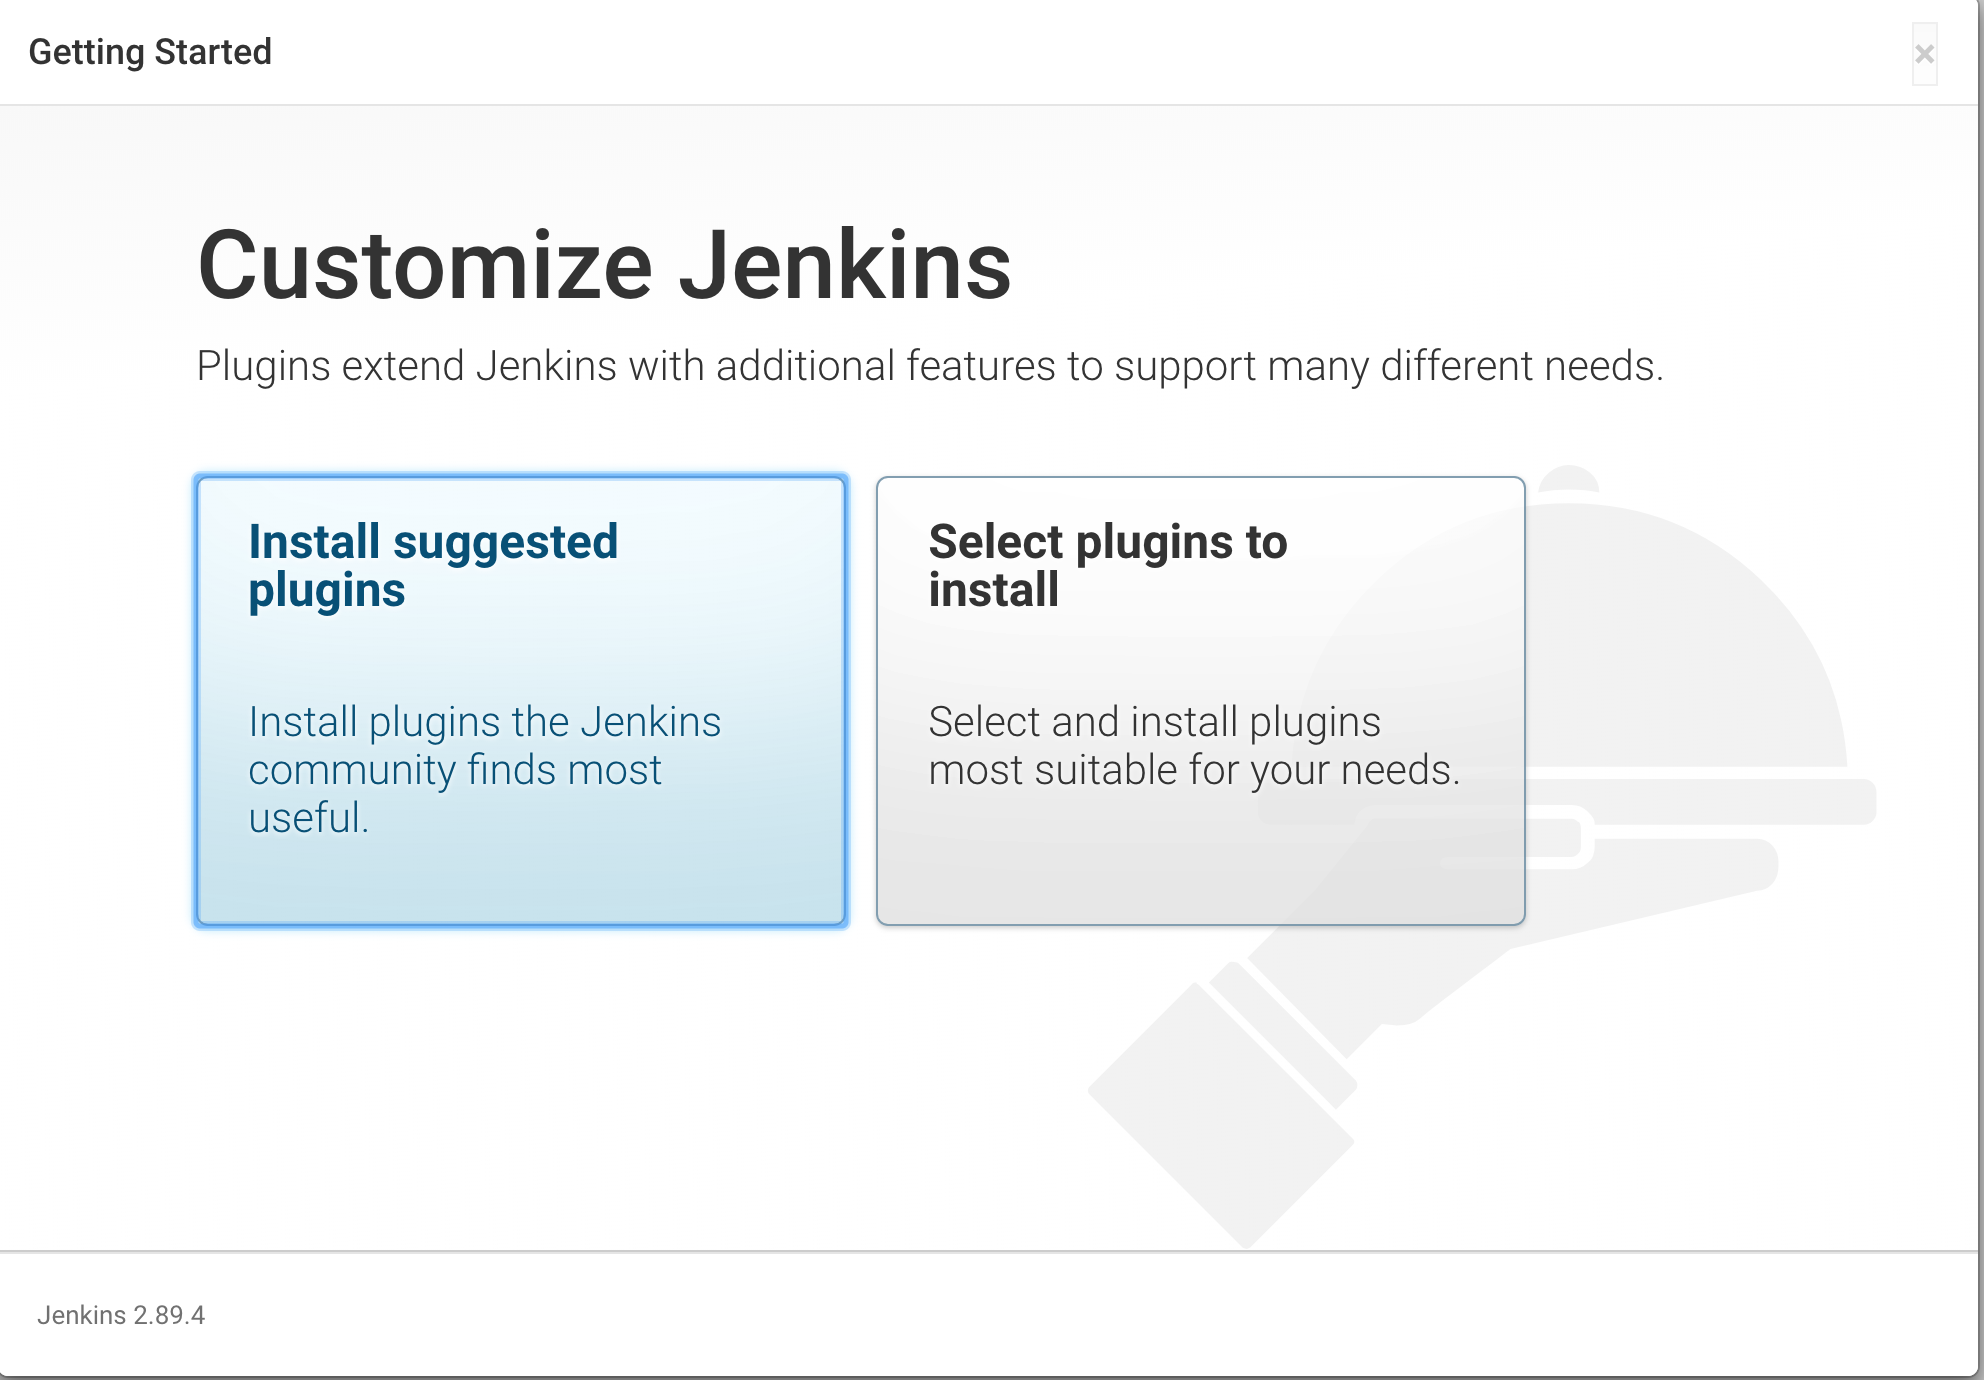 Getting Started
×
Customize Jenkins
Plugins extend Jenkins with additional features to support many different needs.
Install suggested
plugins
Install plugins the Jenkins
community finds most
useful.
Select plugins to
install
Select and install plugins
most suitable for your needs.
Jenkins 2.89.4